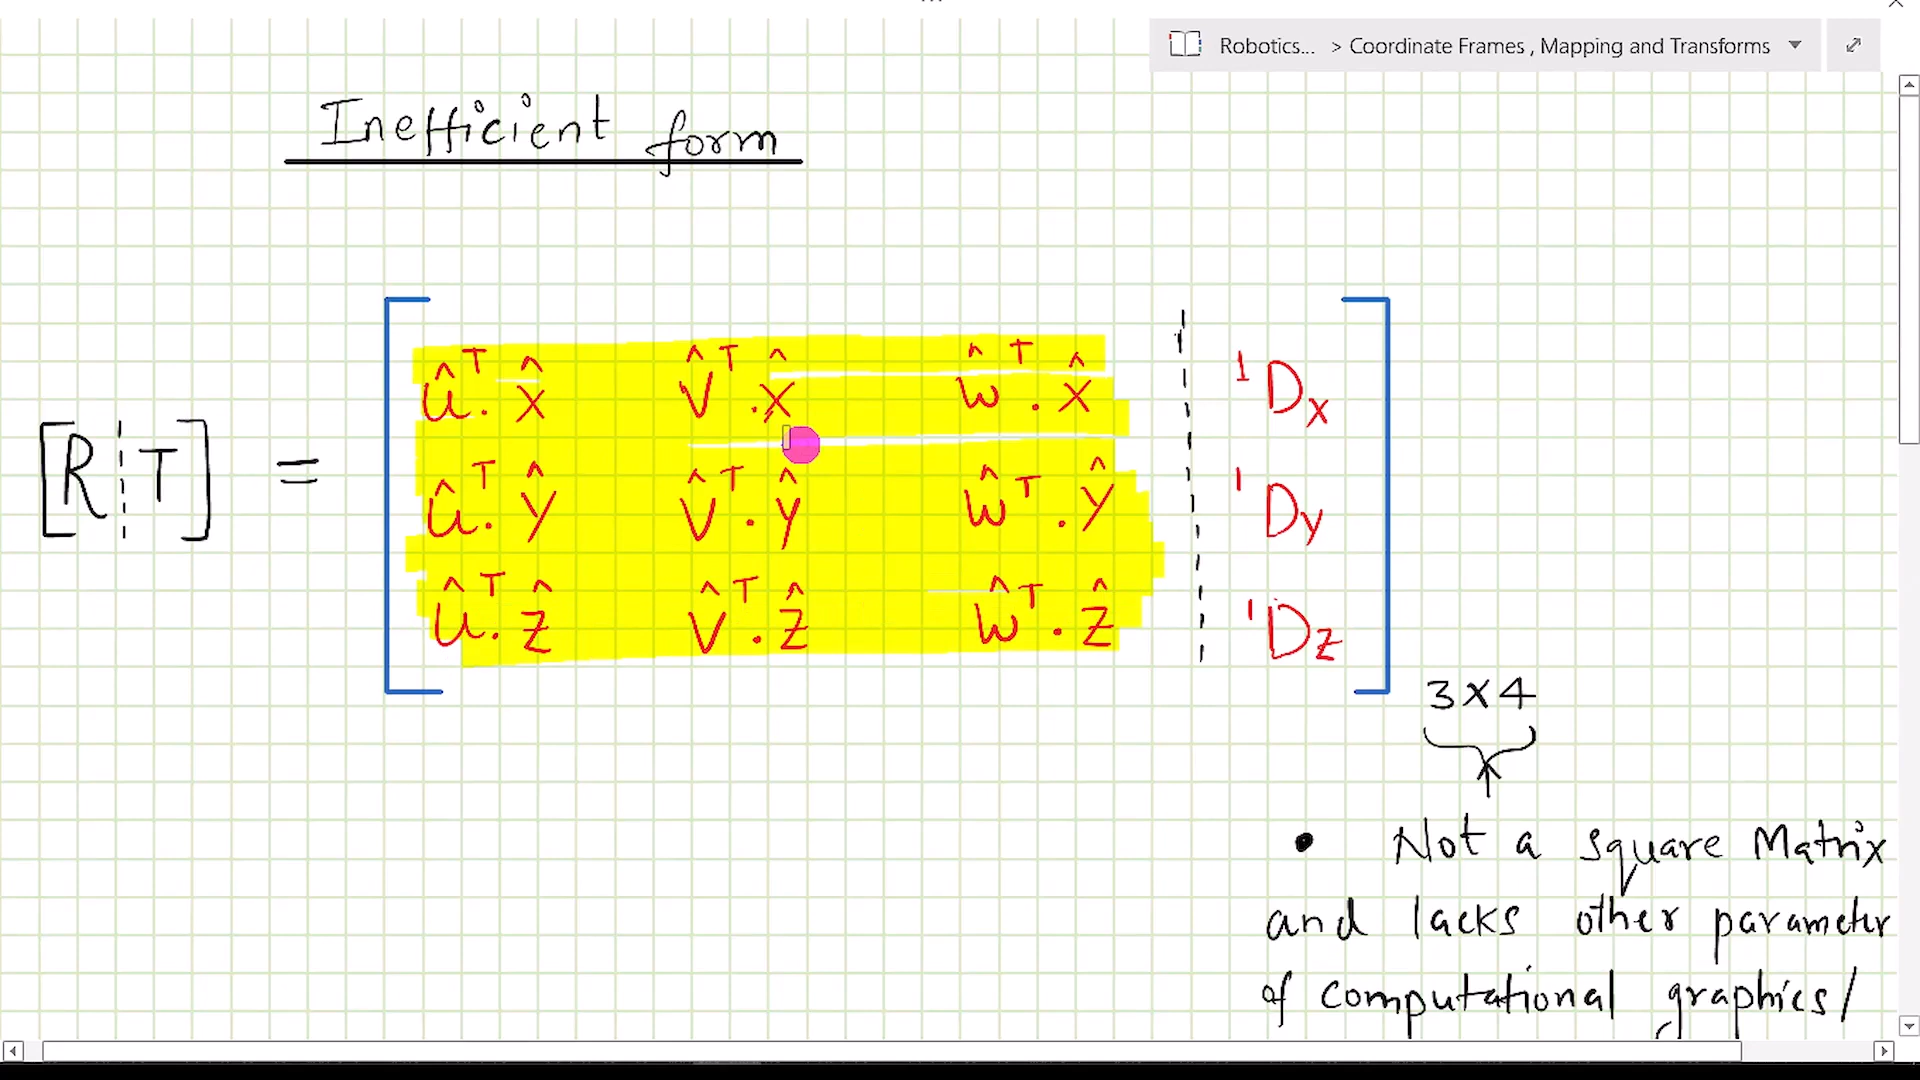 Robotics... > Coordinate Frames , Mapping and Transforms
Inefficient form
[R ¦ T] =
û^T . x̂ v̂^T . x̂ ŵ^T . x̂ ¹Dx
û^T . ŷ v̂^T . ŷ ŵ^T . ŷ ¹Dy
û^T . ẑ v̂^T . ẑ ŵ^T . ẑ ¹Dz
3x4
• Not a square Matrix
and lacks other parameter
of computational graphics/